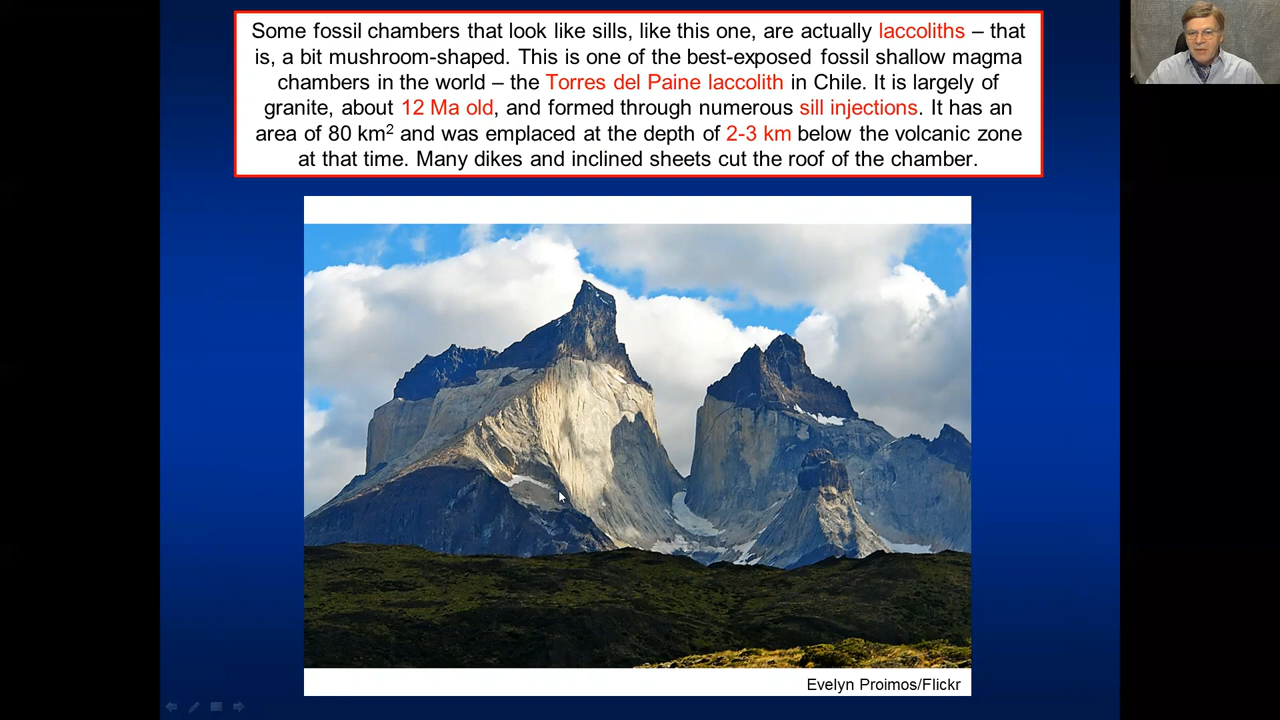 Some fossil chambers that look like sills, like this one, are actually laccoliths – that
is, a bit mushroom-shaped. This is one of the best-exposed fossil shallow magma
chambers in the world – the Torres del Paine laccolith in Chile. It is largely of
granite, about 12 Ma old, and formed through numerous sill injections. It has an
area of 80 km² and was emplaced at the depth of 2-3 km below the volcanic zone
at that time. Many dikes and inclined sheets cut the roof of the chamber.
Evelyn Proimos/Flickr